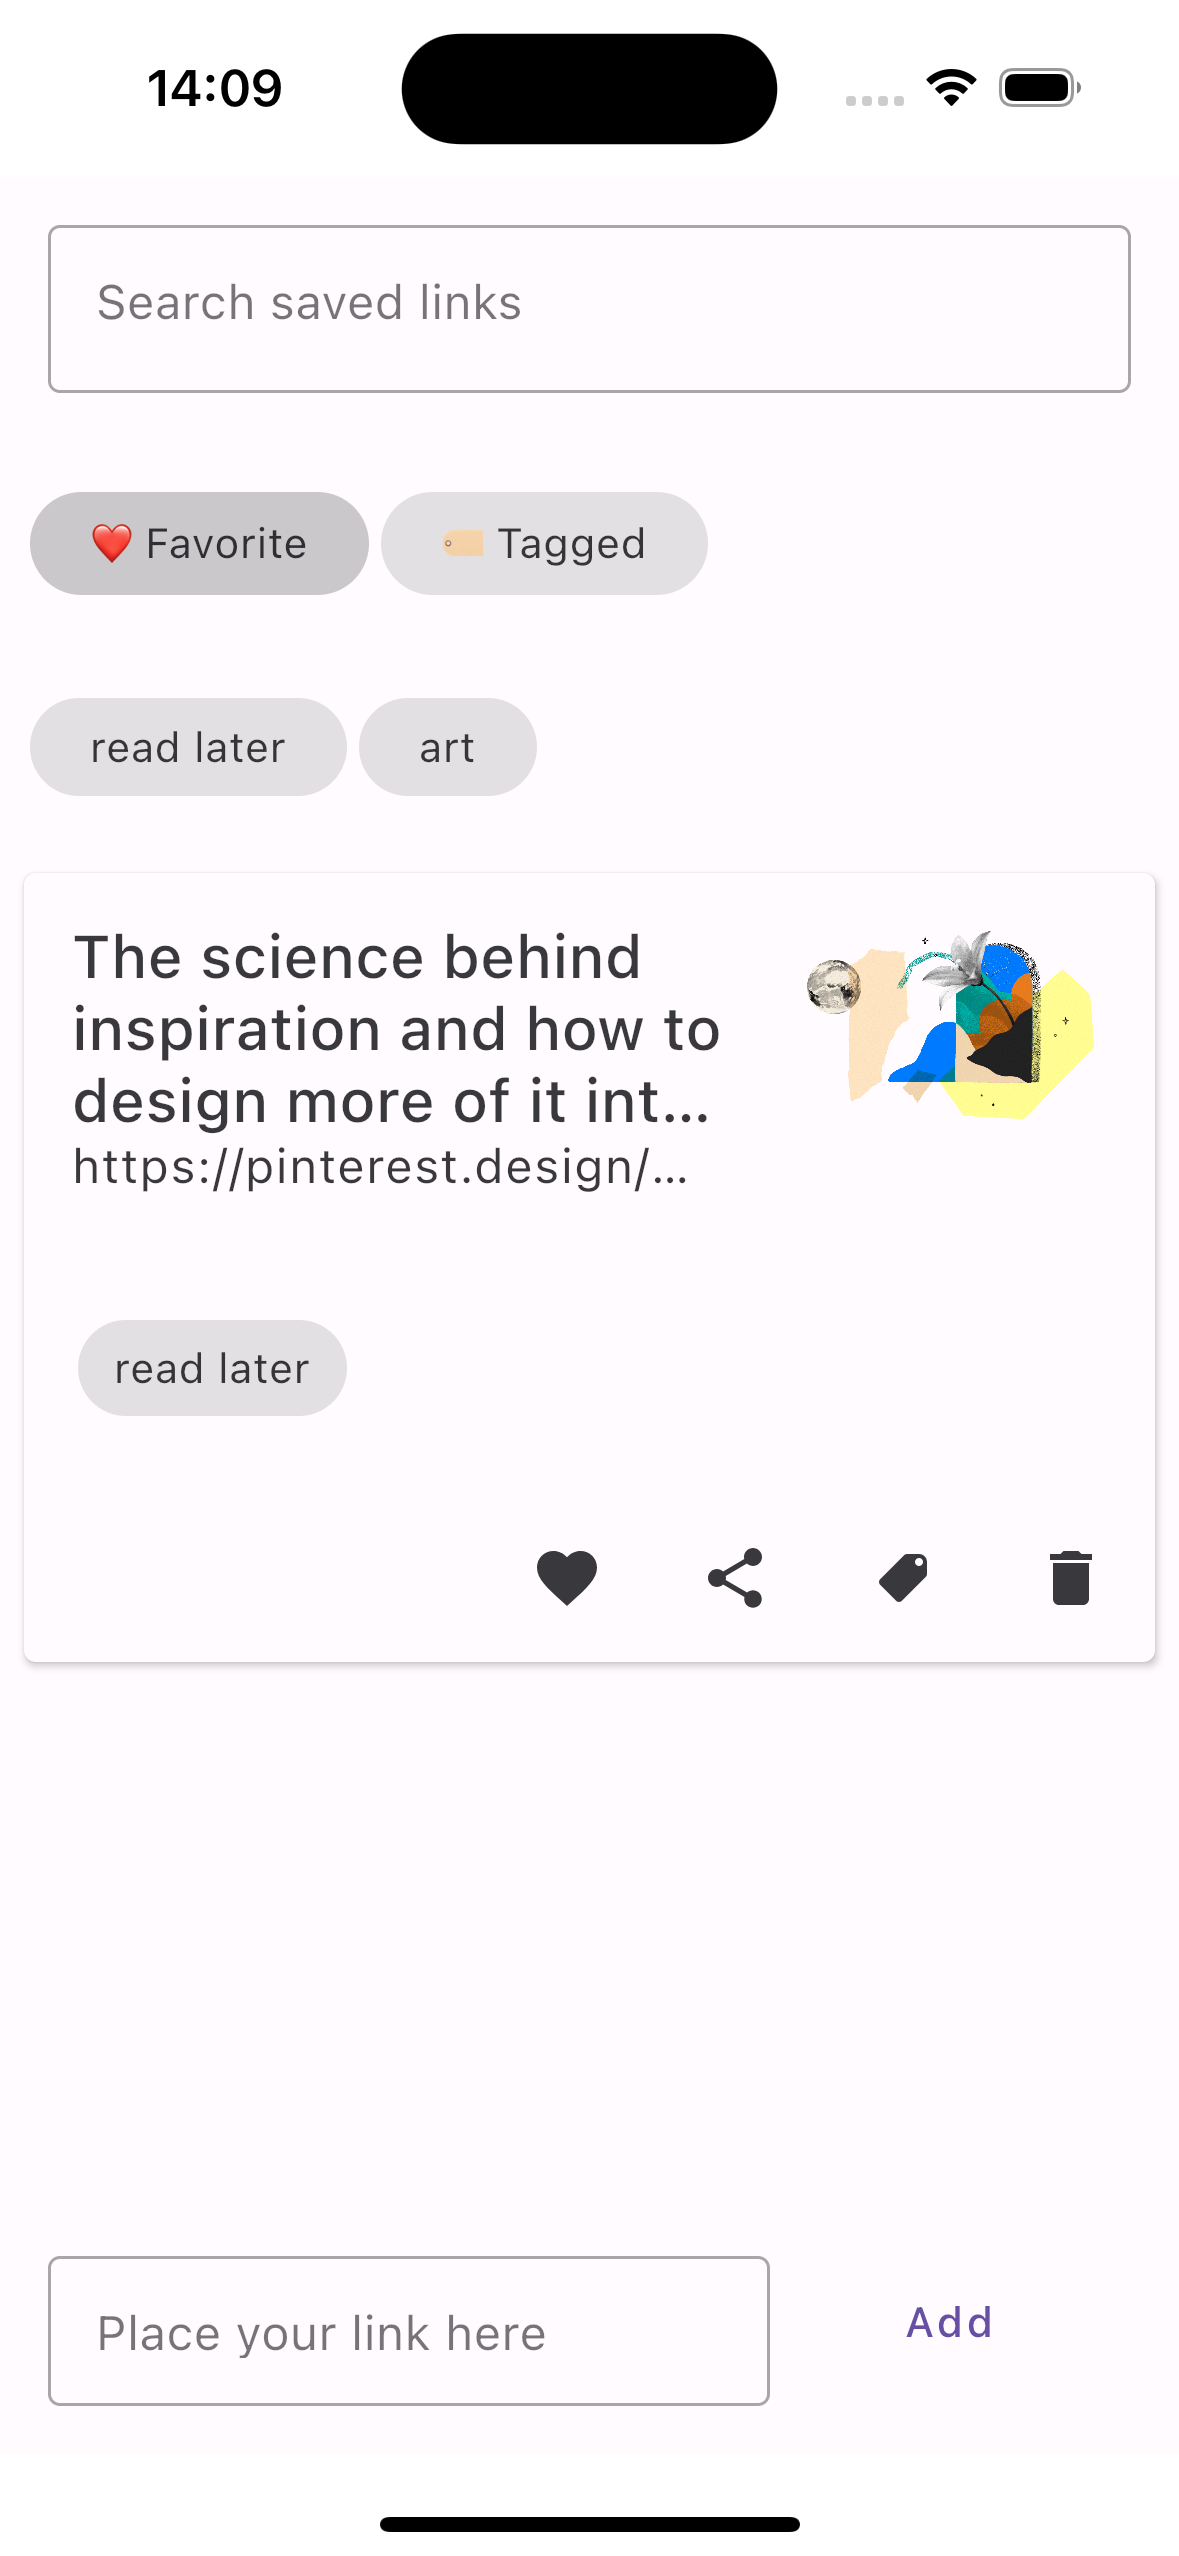 14:09
Search saved links
❤️ Favorite
🏷️ Tagged
read later
art
The science behind
inspiration and how to
design more of it int...
https://pinterest.design/...
read later
Place your link here
Add